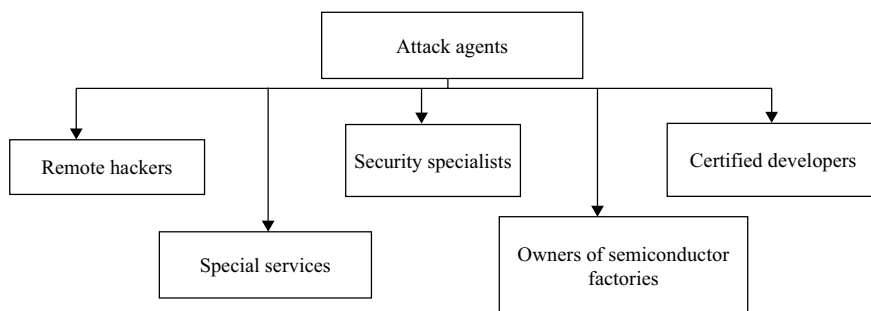 Attack agents
Remote hackers
Security specialists
Certified developers
Special services
Owners of semiconductor
factories